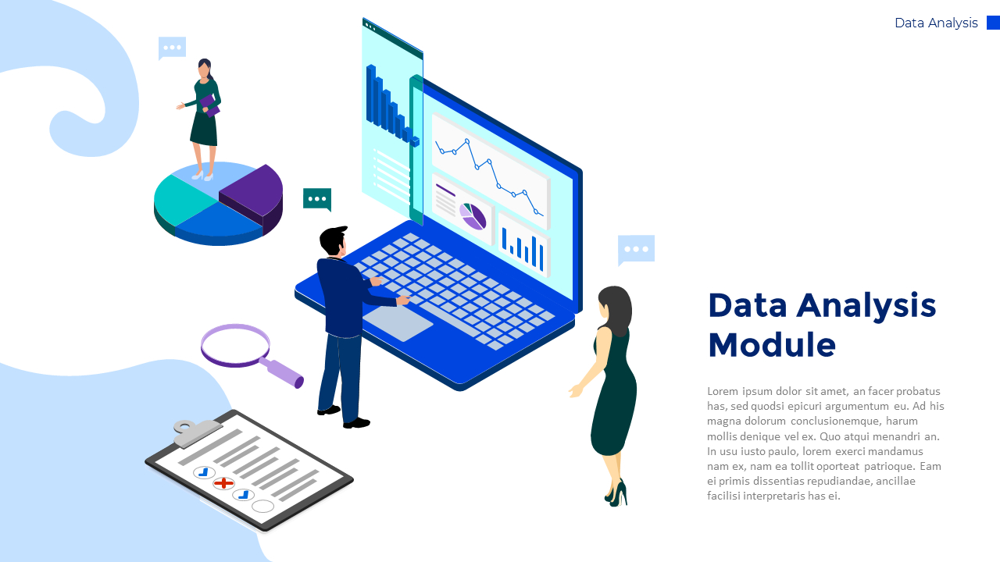 Data Analysis
Data Analysis
Module
Lorem ipsum dolor sit amet, an facer probatus
has, sed quodsi epicuri argumentum eu. Ad his
magna dolorum conclusionemque, harum
mollis denique vel ex. Quo atqui menandri an.
In usu iusto paulo, lorem exerci mandamus
nam ex, nam ea tollit oporteat patrioque. Eam
ei primis dissentias repudiandae, ancillae
facilisi interpretaris has ei.